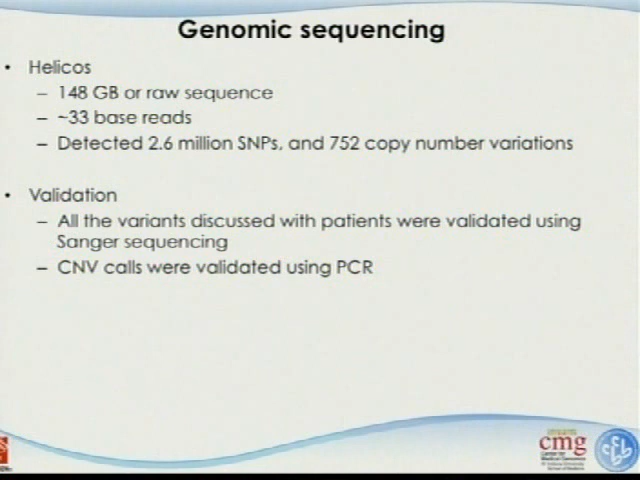 Genomic sequencing
• Helicos
– 148 GB or raw sequence
– ~33 base reads
– Detected 2.6 million SNPs, and 752 copy number variations
• Validation
– All the variants discussed with patients were validated using
Sanger sequencing
– CNV calls were validated using PCR
cmg